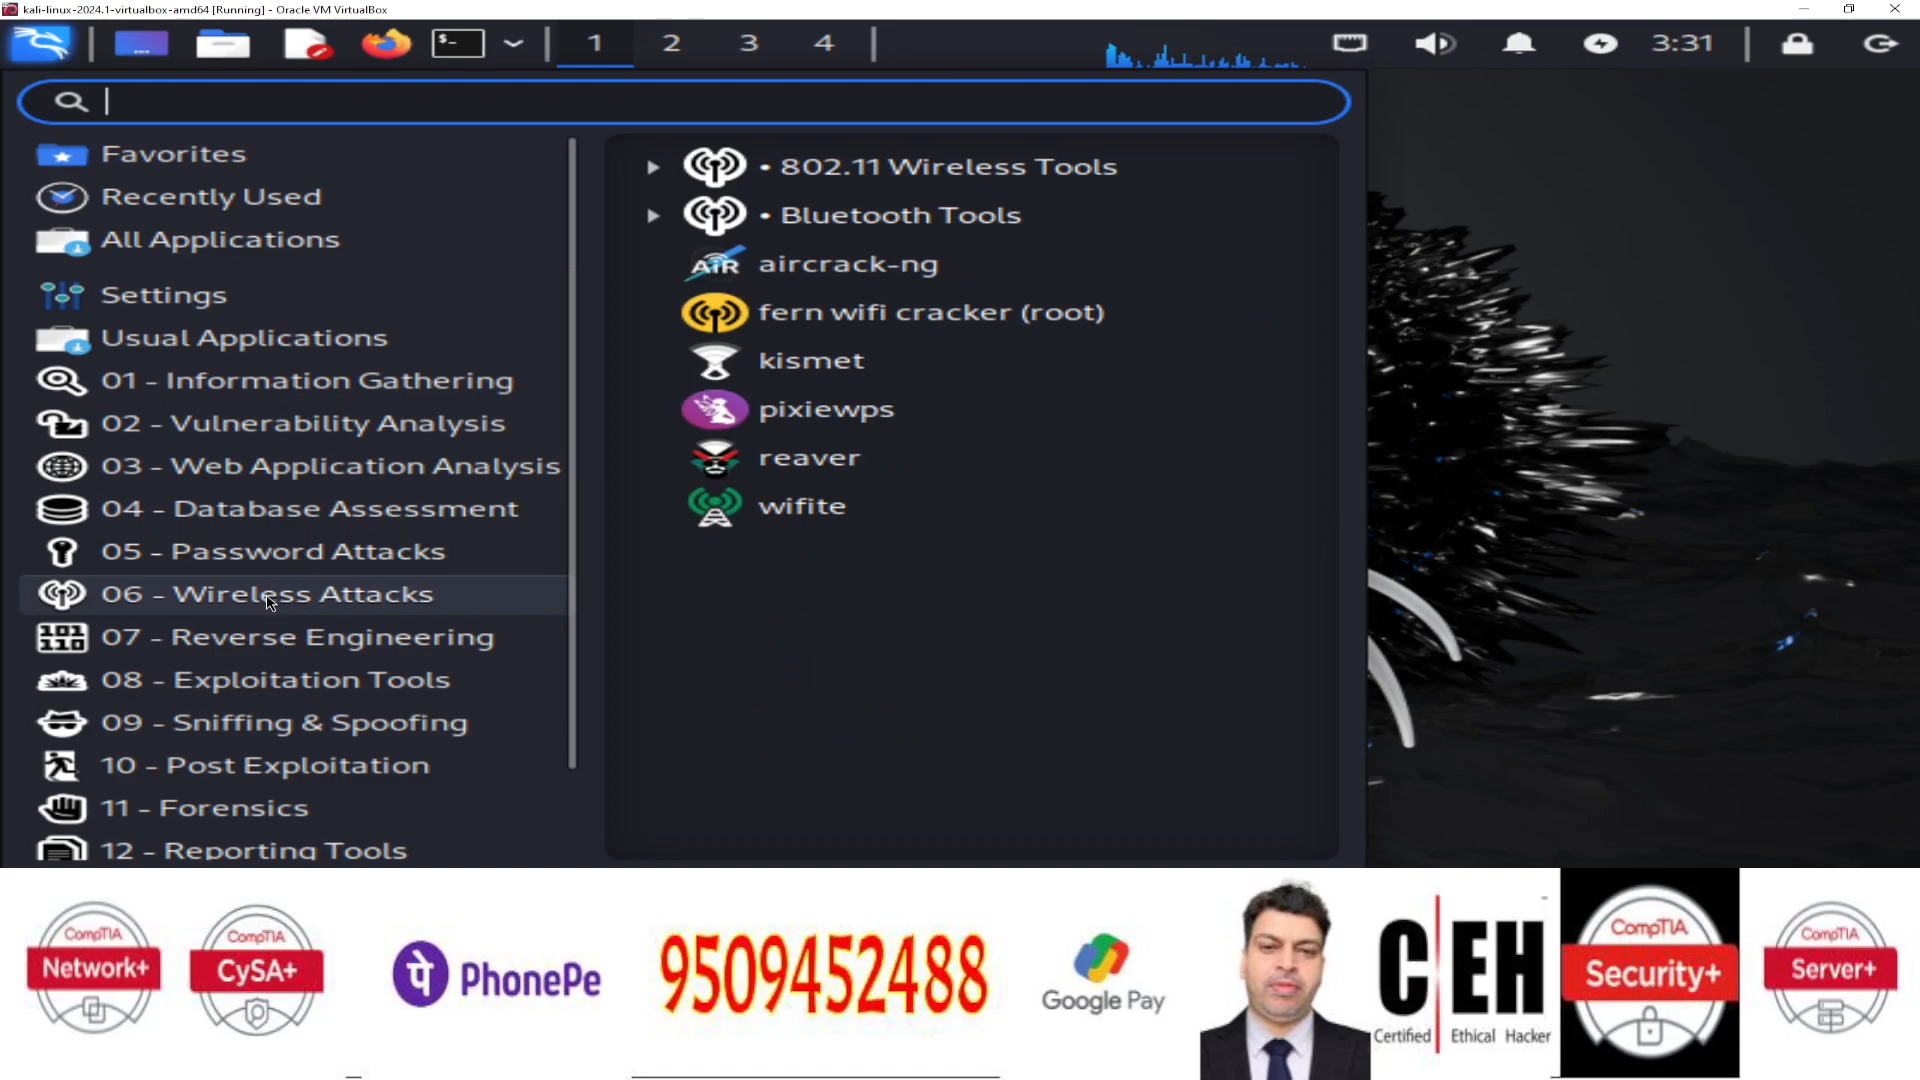 kali-linux-2024.1-virtualbox-amd64 [Running] - Oracle VM VirtualBox
$-
1 2 3 4
3:31
Favorites
Recently Used
All Applications
Settings
Usual Applications
01 - Information Gathering
02 - Vulnerability Analysis
03 - Web Application Analysis
04 - Database Assessment
05 - Password Attacks
06 - Wireless Attacks
07 - Reverse Engineering
08 - Exploitation Tools
09 - Sniffing & Spoofing
10 - Post Exploitation
11 - Forensics
12 - Reporting Tools
• 802.11 Wireless Tools
• Bluetooth Tools
AIR aircrack-ng
fern wifi cracker (root)
kismet
pixiewps
reaver
wifite
CompTIA
Network+
CompTIA
CySA+
पे PhonePe
9509452488
Google Pay
C|EH
Certified Ethical Hacker
CompTIA
Security+
CompTIA
Server+